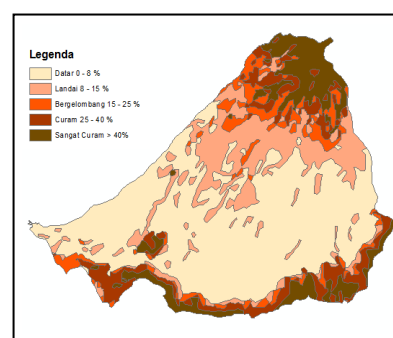 Legenda
Datar 0 - 8 %
Landai 8 - 15 %
Bergelombang 15 - 25 %
Curam 25 - 40 %
Sangat Curam > 40%